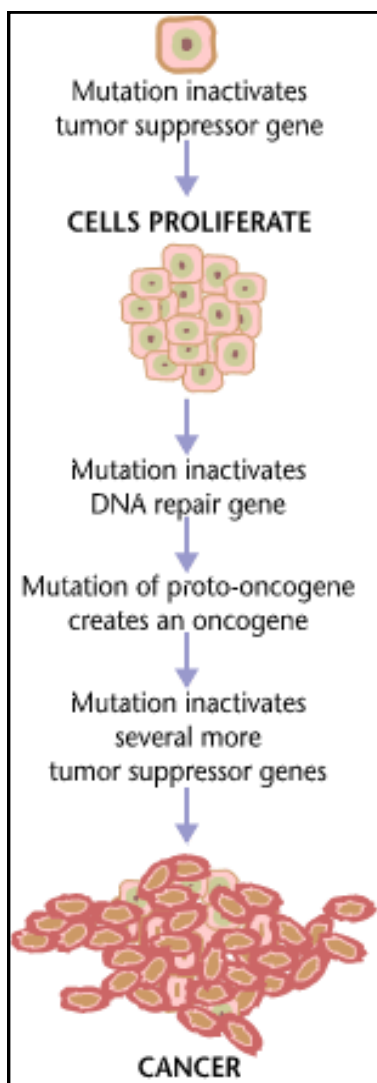 Mutation inactivates
tumor suppressor gene
CELLS PROLIFERATE
Mutation inactivates
DNA repair gene
Mutation of proto-oncogene
creates an oncogene
Mutation inactivates
several more
tumor suppressor genes
CANCER